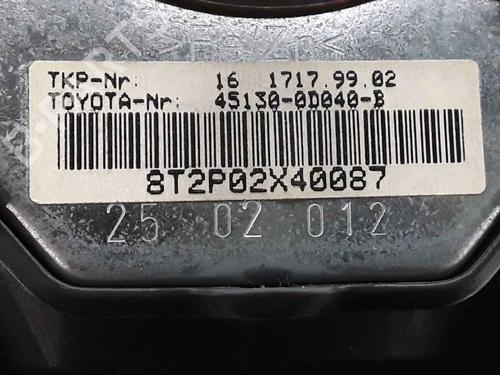 TKP-Nr: 16 1717.99.02
TOYOTA-Nr: 45130-0D040-B
8T2P02X40087
25 02 012